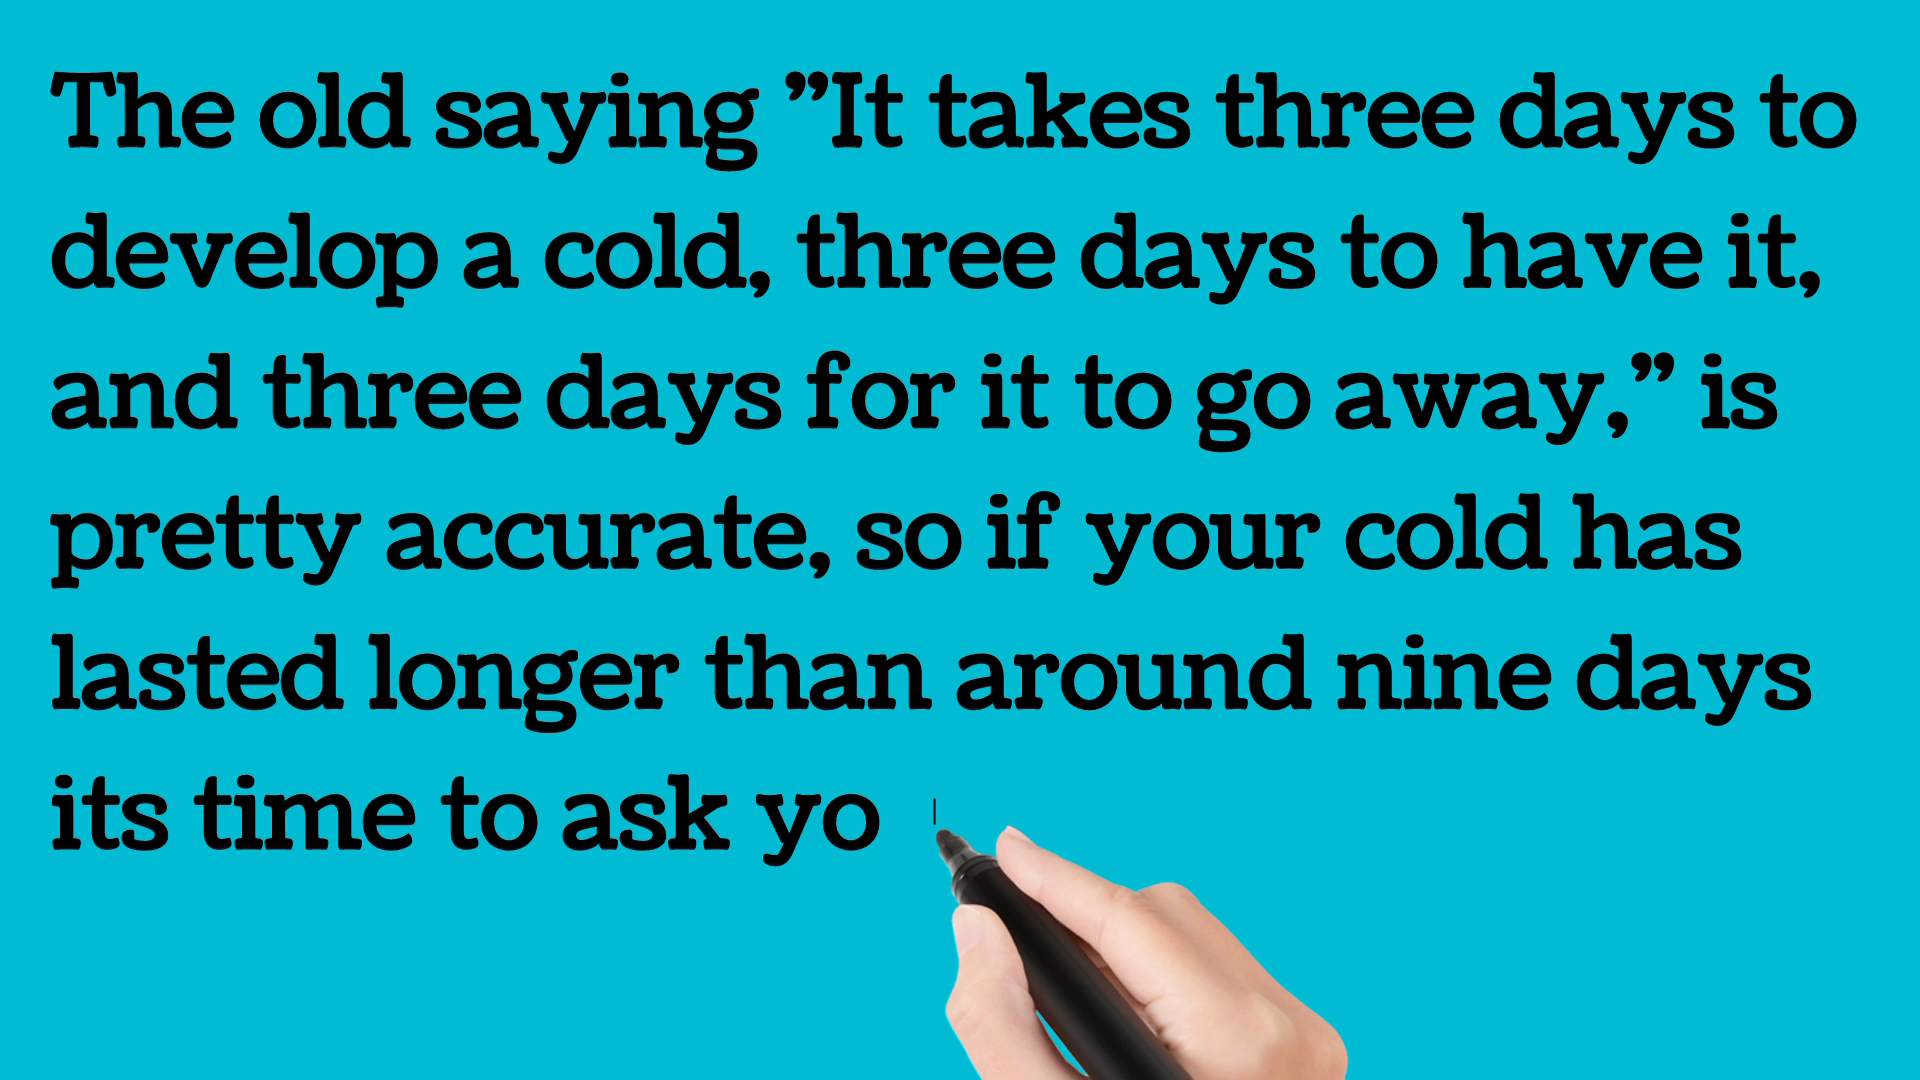 The old saying ”It takes three days to
develop a cold, three days to have it,
and three days for it to go away,” is
pretty accurate, so if your cold has
lasted longer than around nine days
its time to ask yo